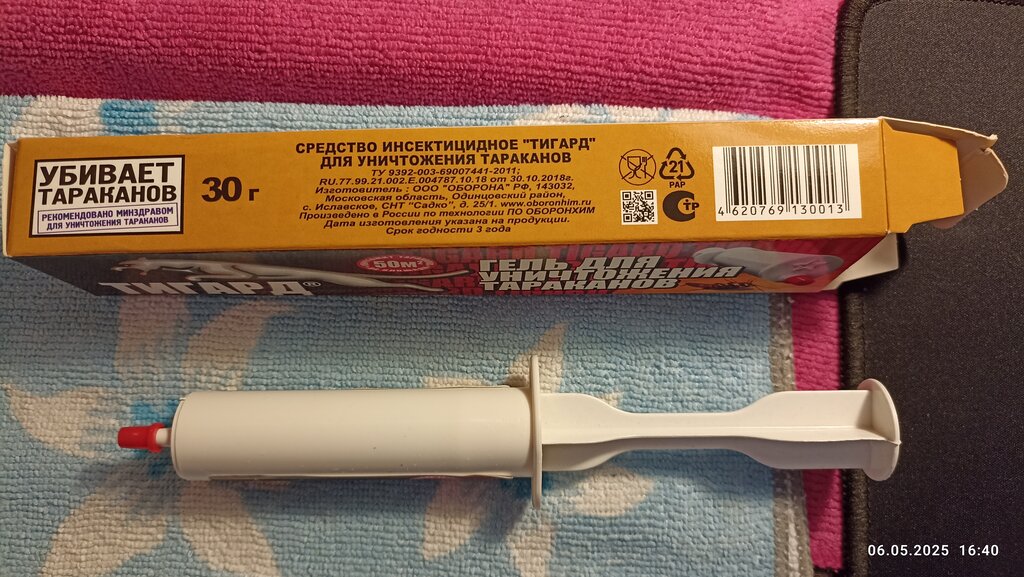 УБИВАЕТ
ТАРАКАНОВ
РЕКОМЕНДОВАНО МИНЗДРАВОМ
ДЛЯ УНИЧТОЖЕНИЯ ТАРАКАНОВ
30 г
СРЕДСТВО ИНСЕКТИЦИДНОЕ "ТИГАРД"
ДЛЯ УНИЧТОЖЕНИЯ ТАРАКАНОВ
ТУ 9392-003-69007441-2011;
RU.77.99.21.002.Е.004787.10.18 от 30.10.2018г.
Изготовитель : ООО "ОБОРОНА" РФ, 143032,
Московская область, Одинцовский район,
с. Иславское, СНТ "Садко", д. 25/1. www.oboronhim.ru
Произведено в России по технологии ПО ОБОРОНХИМ
Дата изготовления указана на продукции.
Срок годности 3 года
21
PAP
СТР
4 620769 130013
ТИГАРД®
50м²
ГЕЛЬ ДЛЯ
УНИЧТОЖЕНИЯ
ТАРАКАНОВ
06.05.2025 16:40